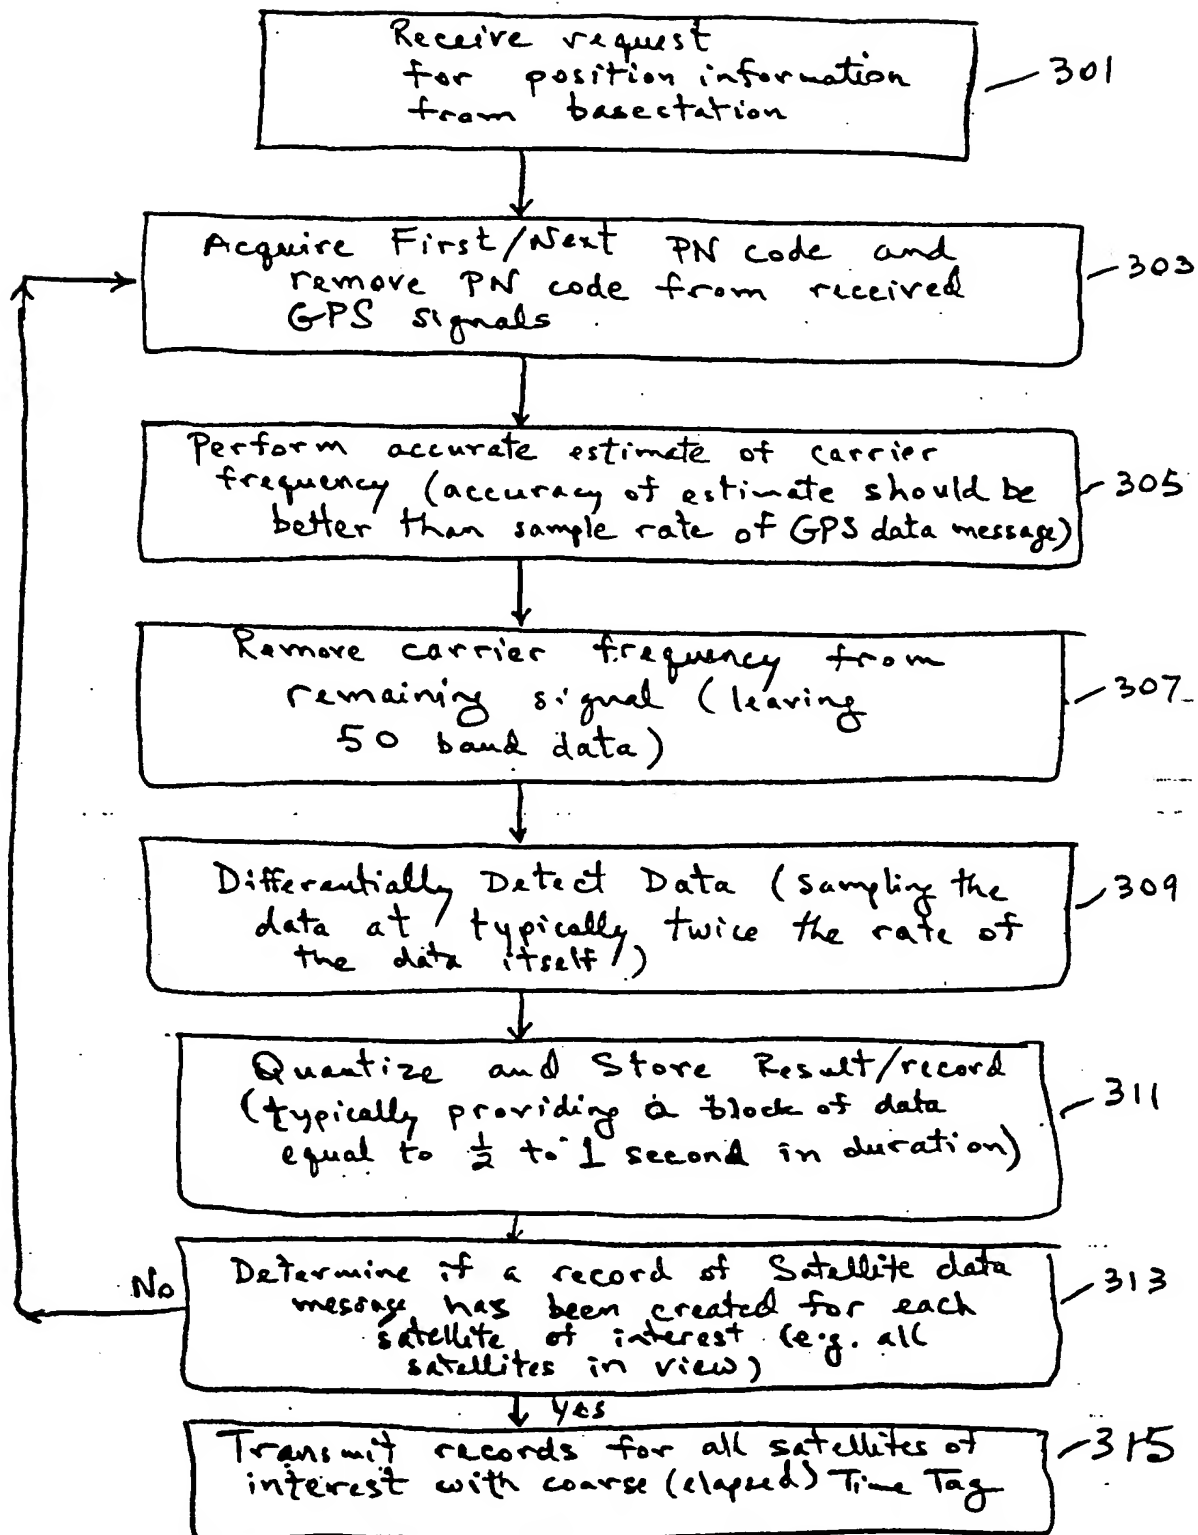 Receive request
for position information
from basestation
301
Acquire First/Next PN code and
remove PN code from received
GPS signals
303
Perform accurate estimate of carrier
frequency (accuracy of estimate should be
better than sample rate of GPS data message)
305
Remove carrier frequency from
remaining signal (leaving
50 baud data)
307
Differentially Detect Data (sampling the
data at typically twice the rate of
the data itself)
309
Quantize and Store Result/record
(typically providing a block of data
equal to 1/2 to 1 second in duration)
311
No
Determine if a record of Satellite data
message has been created for each
satellite of interest (e.g. all
satellites in view)
313
Yes
Transmit records for all satellites of
interest with coarse (elapsed) Time Tag
315